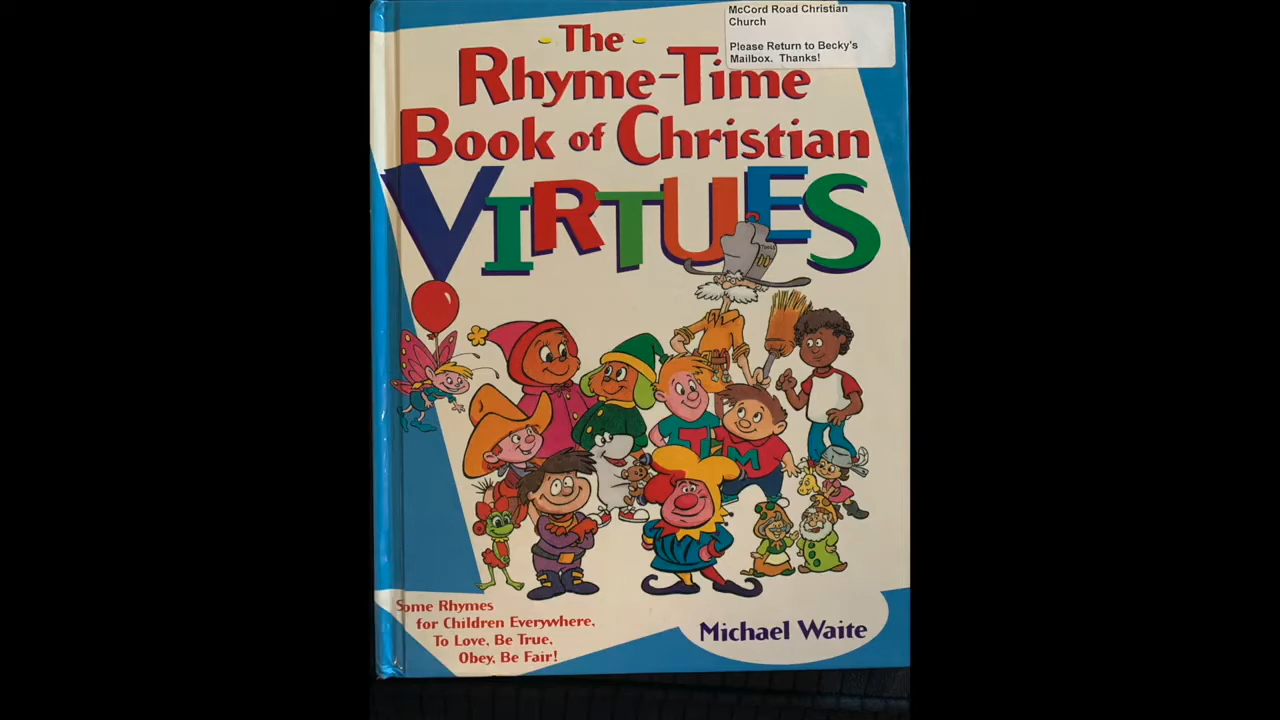 McCord Road Christian
Church
Please Return to Becky's
Mailbox. Thanks!
The
Rhyme-Time
Book of Christian
VIRTUES
TOOLS
T
M
Some Rhymes
for Children Everywhere,
To Love, Be True,
Obey, Be Fair!
Michael Waite